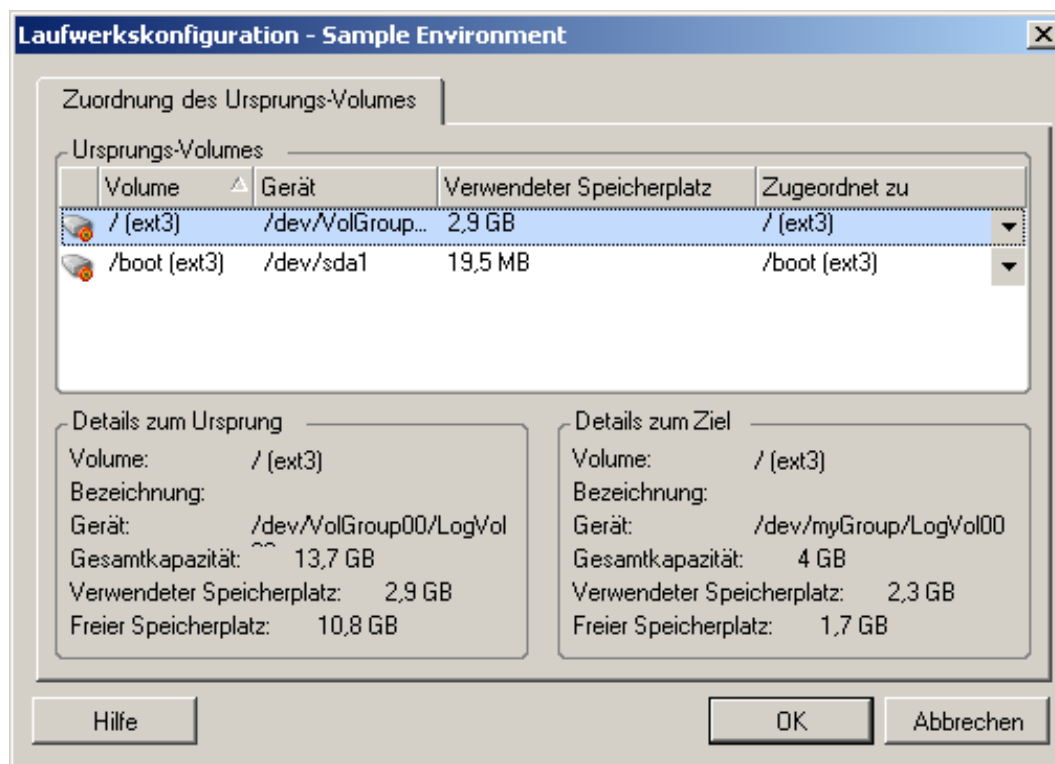 Laufwerkskonfiguration - Sample Environment
Zuordnung des Ursprungs-Volumes
Ursprungs-Volumes
Volume Gerät Verwendeter Speicherplatz Zugeordnet zu
/ (ext3) /dev/VolGroup... 2,9 GB / (ext3)
/boot (ext3) /dev/sda1 19,5 MB /boot (ext3)
Details zum Ursprung
Volume: / (ext3)
Bezeichnung:
Gerät: /dev/VolGroup00/LogVol
Gesamtkapazität: 13,7 GB
Verwendeter Speicherplatz: 2,9 GB
Freier Speicherplatz: 10,8 GB
Details zum Ziel
Volume: / (ext3)
Bezeichnung:
Gerät: /dev/myGroup/LogVol00
Gesamtkapazität: 4 GB
Verwendeter Speicherplatz: 2,3 GB
Freier Speicherplatz: 1,7 GB
Hilfe OK Abbrechen